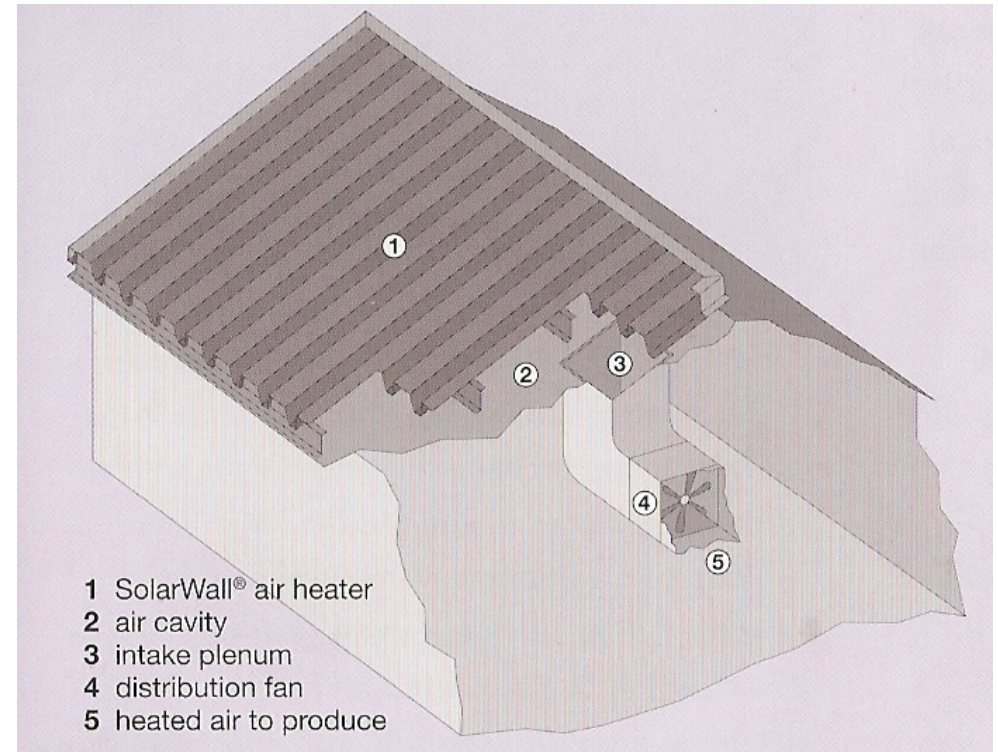 1
2
3
4
5
1 SolarWall® air heater
2 air cavity
3 intake plenum
4 distribution fan
5 heated air to produce